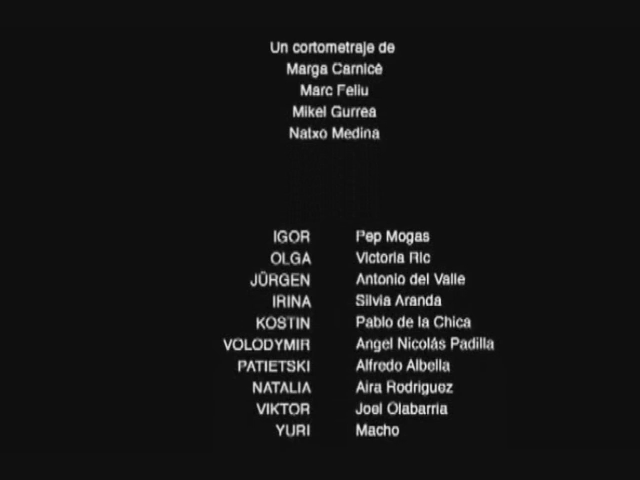 Un cortometraje de
Marga Carnicè
Marc Feliu
Mikel Gurrea
Natxo Medina
IGOR Pep Mogas
OLGA Victoria Ric
JÜRGEN Antonio del Valle
IRINA Silvia Aranda
KOSTIN Pablo de la Chica
VOLODYMIR Angel Nicolás Padilla
PATIETSKI Alfredo Albella
NATALIA Aira Rodriguez
VIKTOR Joel Olabarria
YURI Macho